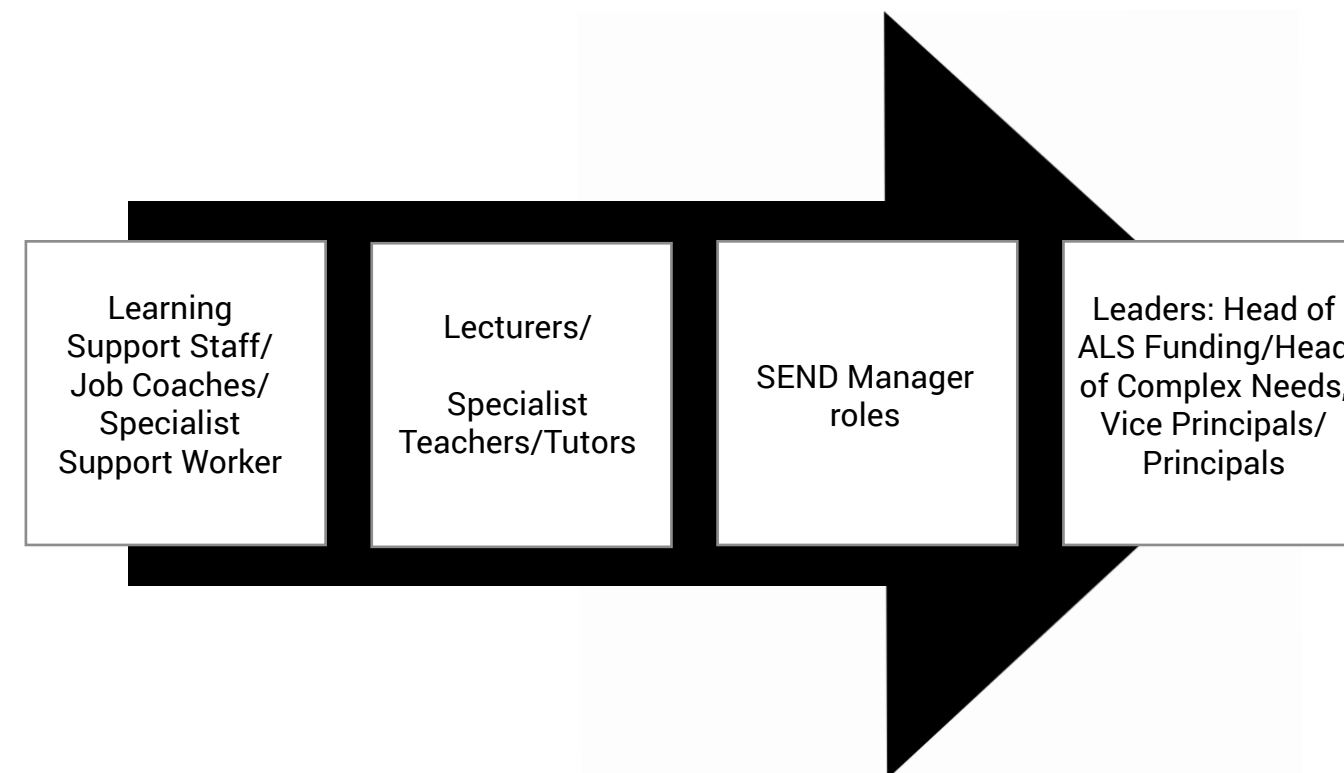 Learning
Support Staff/
Job Coaches/
Specialist
Support Worker
Lecturers/
Specialist
Teachers/Tutors
SEND Manager
roles
Leaders: Head of
ALS Funding/Head
of Complex Needs/
Vice Principals/
Principals